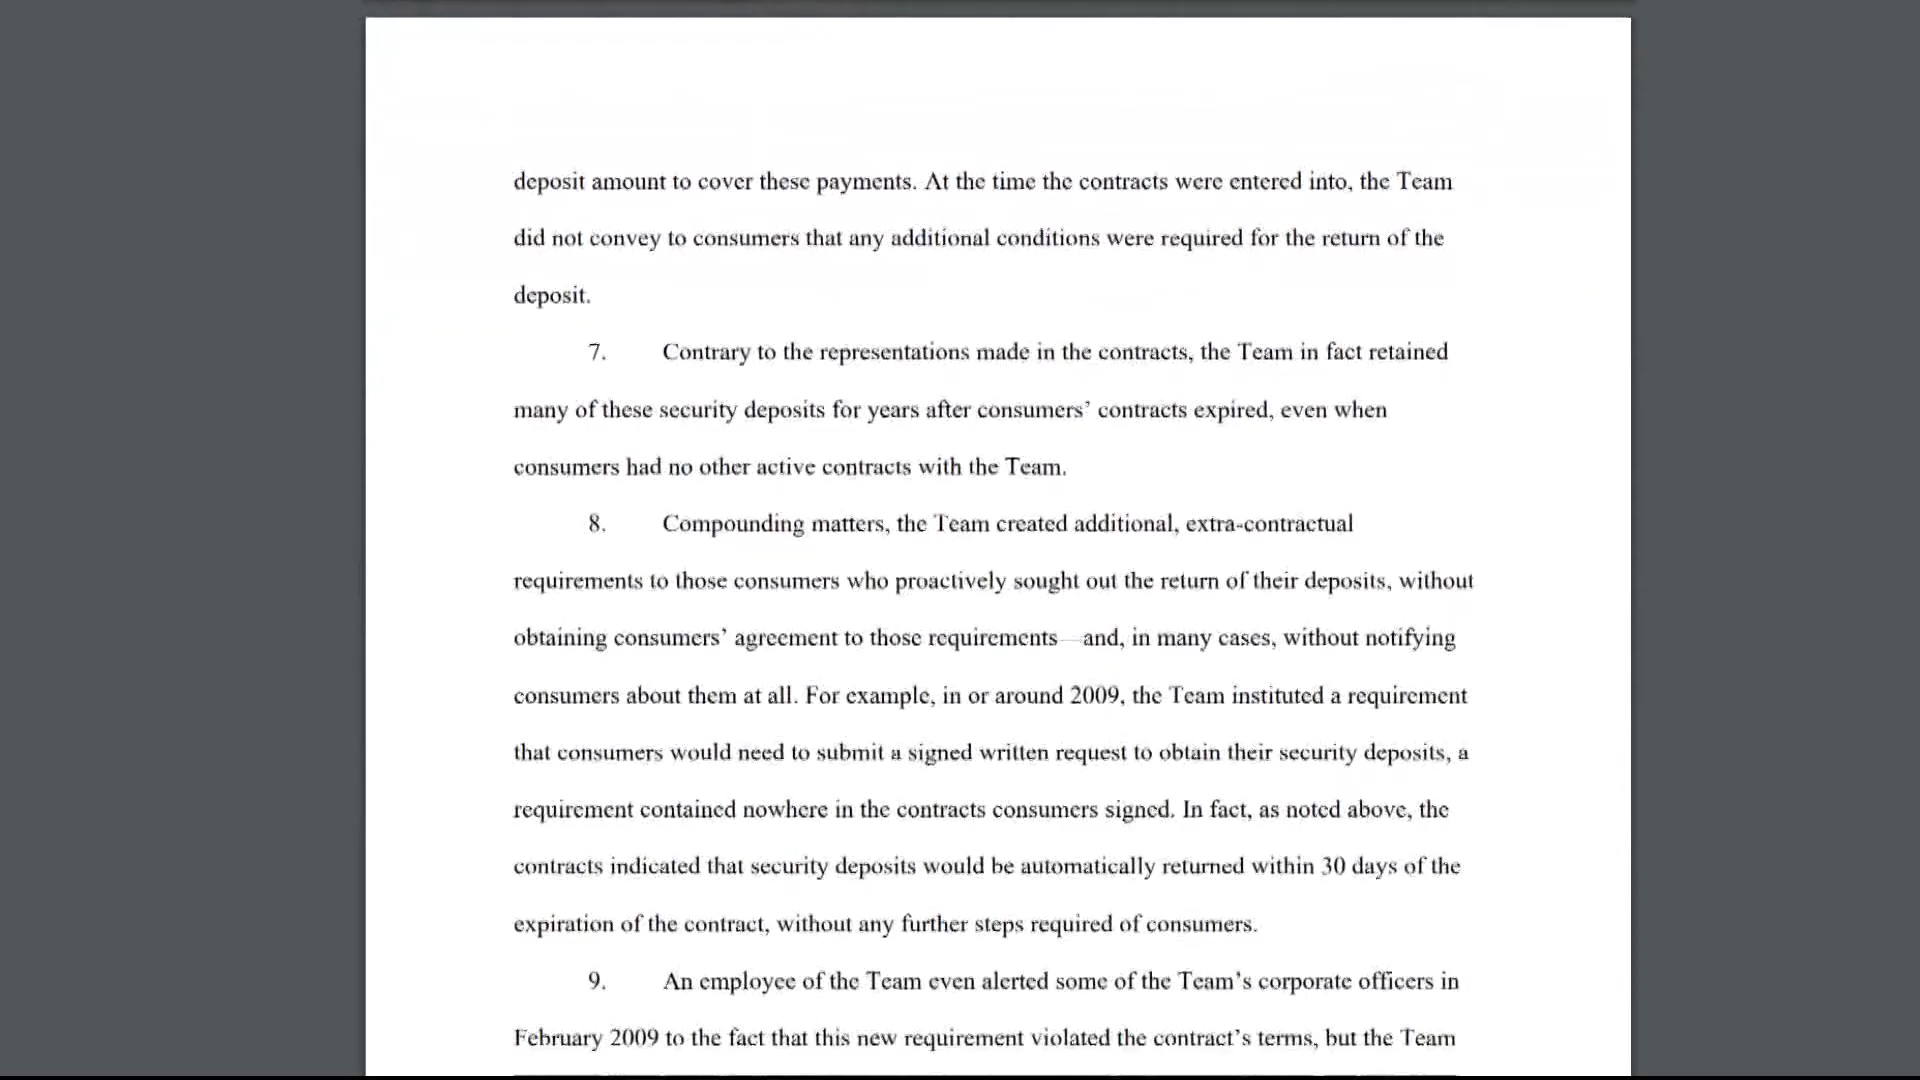 deposit amount to cover these payments. At the time the contracts were entered into, the Team
did not convey to consumers that any additional conditions were required for the return of the
deposit.
7. Contrary to the representations made in the contracts, the Team in fact retained
many of these security deposits for years after consumers’ contracts expired, even when
consumers had no other active contracts with the Team.
8. Compounding matters, the Team created additional, extra-contractual
requirements to those consumers who proactively sought out the return of their deposits, without
obtaining consumers’ agreement to those requirements—and, in many cases, without notifying
consumers about them at all. For example, in or around 2009, the Team instituted a requirement
that consumers would need to submit a signed written request to obtain their security deposits, a
requirement contained nowhere in the contracts consumers signed. In fact, as noted above, the
contracts indicated that security deposits would be automatically returned within 30 days of the
expiration of the contract, without any further steps required of consumers.
9. An employee of the Team even alerted some of the Team’s corporate officers in
February 2009 to the fact that this new requirement violated the contract’s terms, but the Team